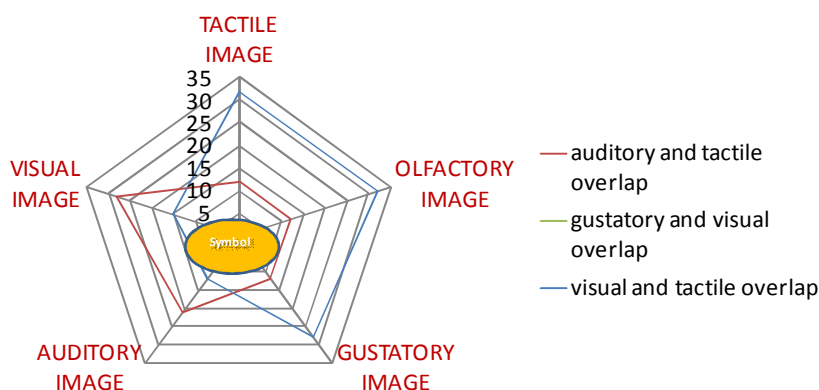 TACTILE
IMAGE
35
30
25
20
15
10
5
VISUAL
IMAGE
OLFACTORY
IMAGE
Symbol
AUDITORY
IMAGE
GUSTATORY
IMAGE
auditory and tactile
overlap
gustatory and visual
overlap
visual and tactile overlap